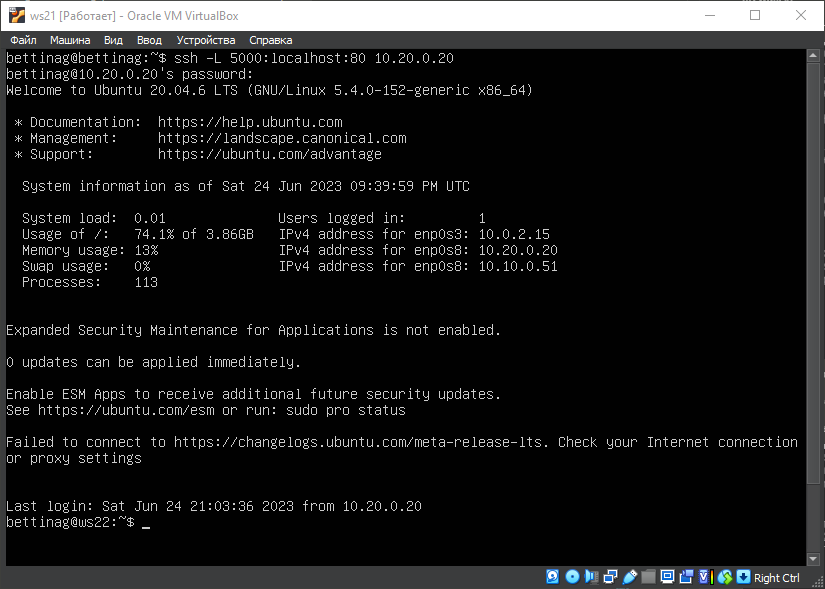 ws21 [Работает] - Oracle VM VirtualBox
Файл Машина Вид Ввод Устройства Справка
bettinag@bettinag:~$ ssh -L 5000:localhost:80 10.20.0.20
bettinag@10.20.0.20's password:
Welcome to Ubuntu 20.04.6 LTS (GNU/Linux 5.4.0-152-generic x86_64)
* Documentation: https://help.ubuntu.com
* Management: https://landscape.canonical.com
* Support: https://ubuntu.com/advantage
System information as of Sat 24 Jun 2023 09:39:59 PM UTC
System load: 0.01 Users logged in: 1
Usage of /: 74.1% of 3.86GB IPv4 address for enp0s3: 10.0.2.15
Memory usage: 13% IPv4 address for enp0s8: 10.20.0.20
Swap usage: 0% IPv4 address for enp0s8: 10.10.0.51
Processes: 113
Expanded Security Maintenance for Applications is not enabled.
0 updates can be applied immediately.
Enable ESM Apps to receive additional future security updates.
See https://ubuntu.com/esm or run: sudo pro status
Failed to connect to https://changelogs.ubuntu.com/meta-release-lts. Check your Internet connection
or proxy settings
Last login: Sat Jun 24 21:03:36 2023 from 10.20.0.20
bettinag@ws22:~$ _
Right Ctrl